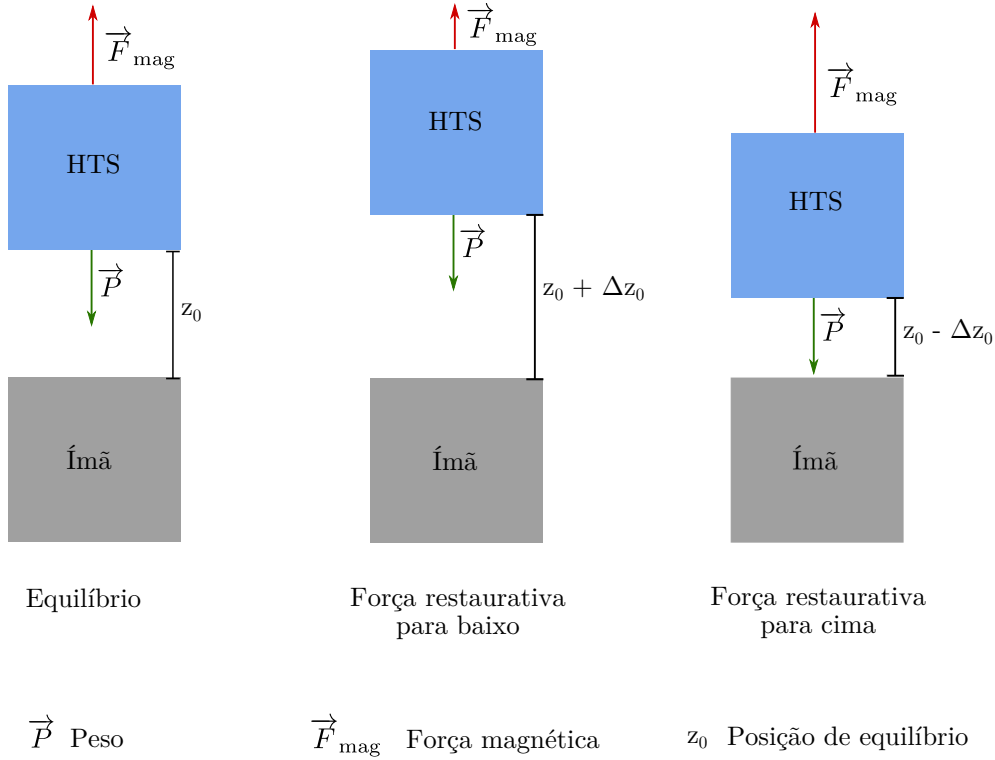 F mag
HTS
P
z₀
Ímã
Equilíbrio
F mag
HTS
P
z₀ + Δz₀
Ímã
Força restaurativa
para baixo
F mag
HTS
P
z₀ - Δz₀
Ímã
Força restaurativa
para cima
P Peso
F mag Força magnética
z₀ Posição de equilíbrio